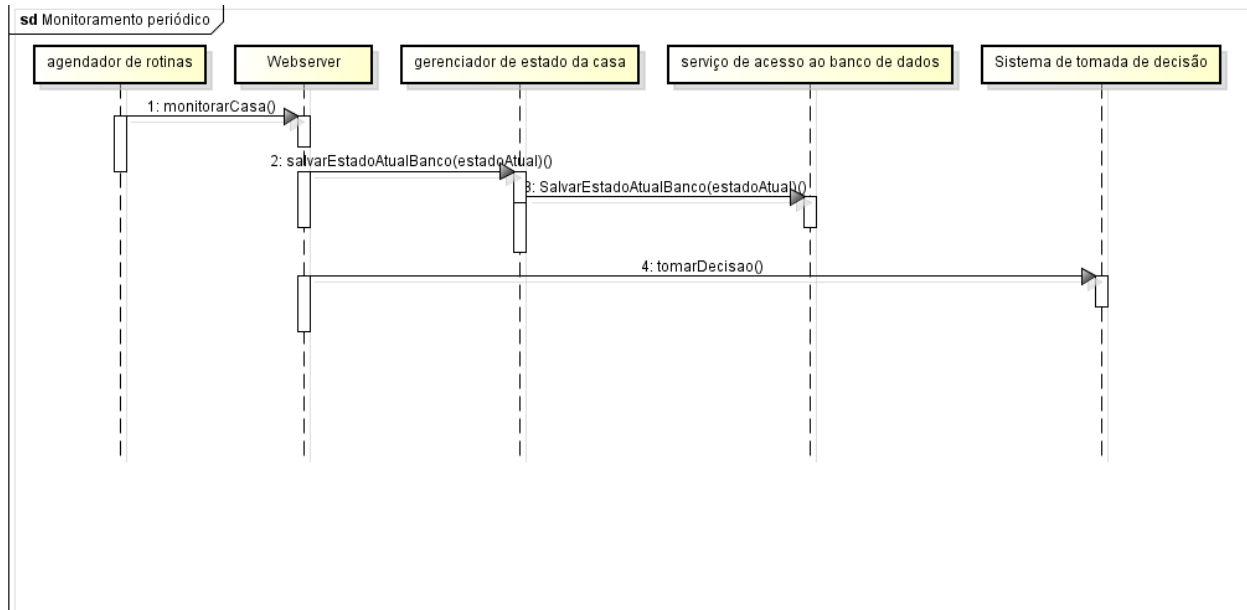 sd Monitoramento periódico
agendador de rotinas
Webserver
gerenciador de estado da casa
serviço de acesso ao banco de dados
Sistema de tomada de decisão
1: monitorarCasa()
2: salvarEstadoAtualBanco(estadoAtual)()
3: SalvarEstadoAtualBanco(estadoAtual)()
4: tomarDecisao()